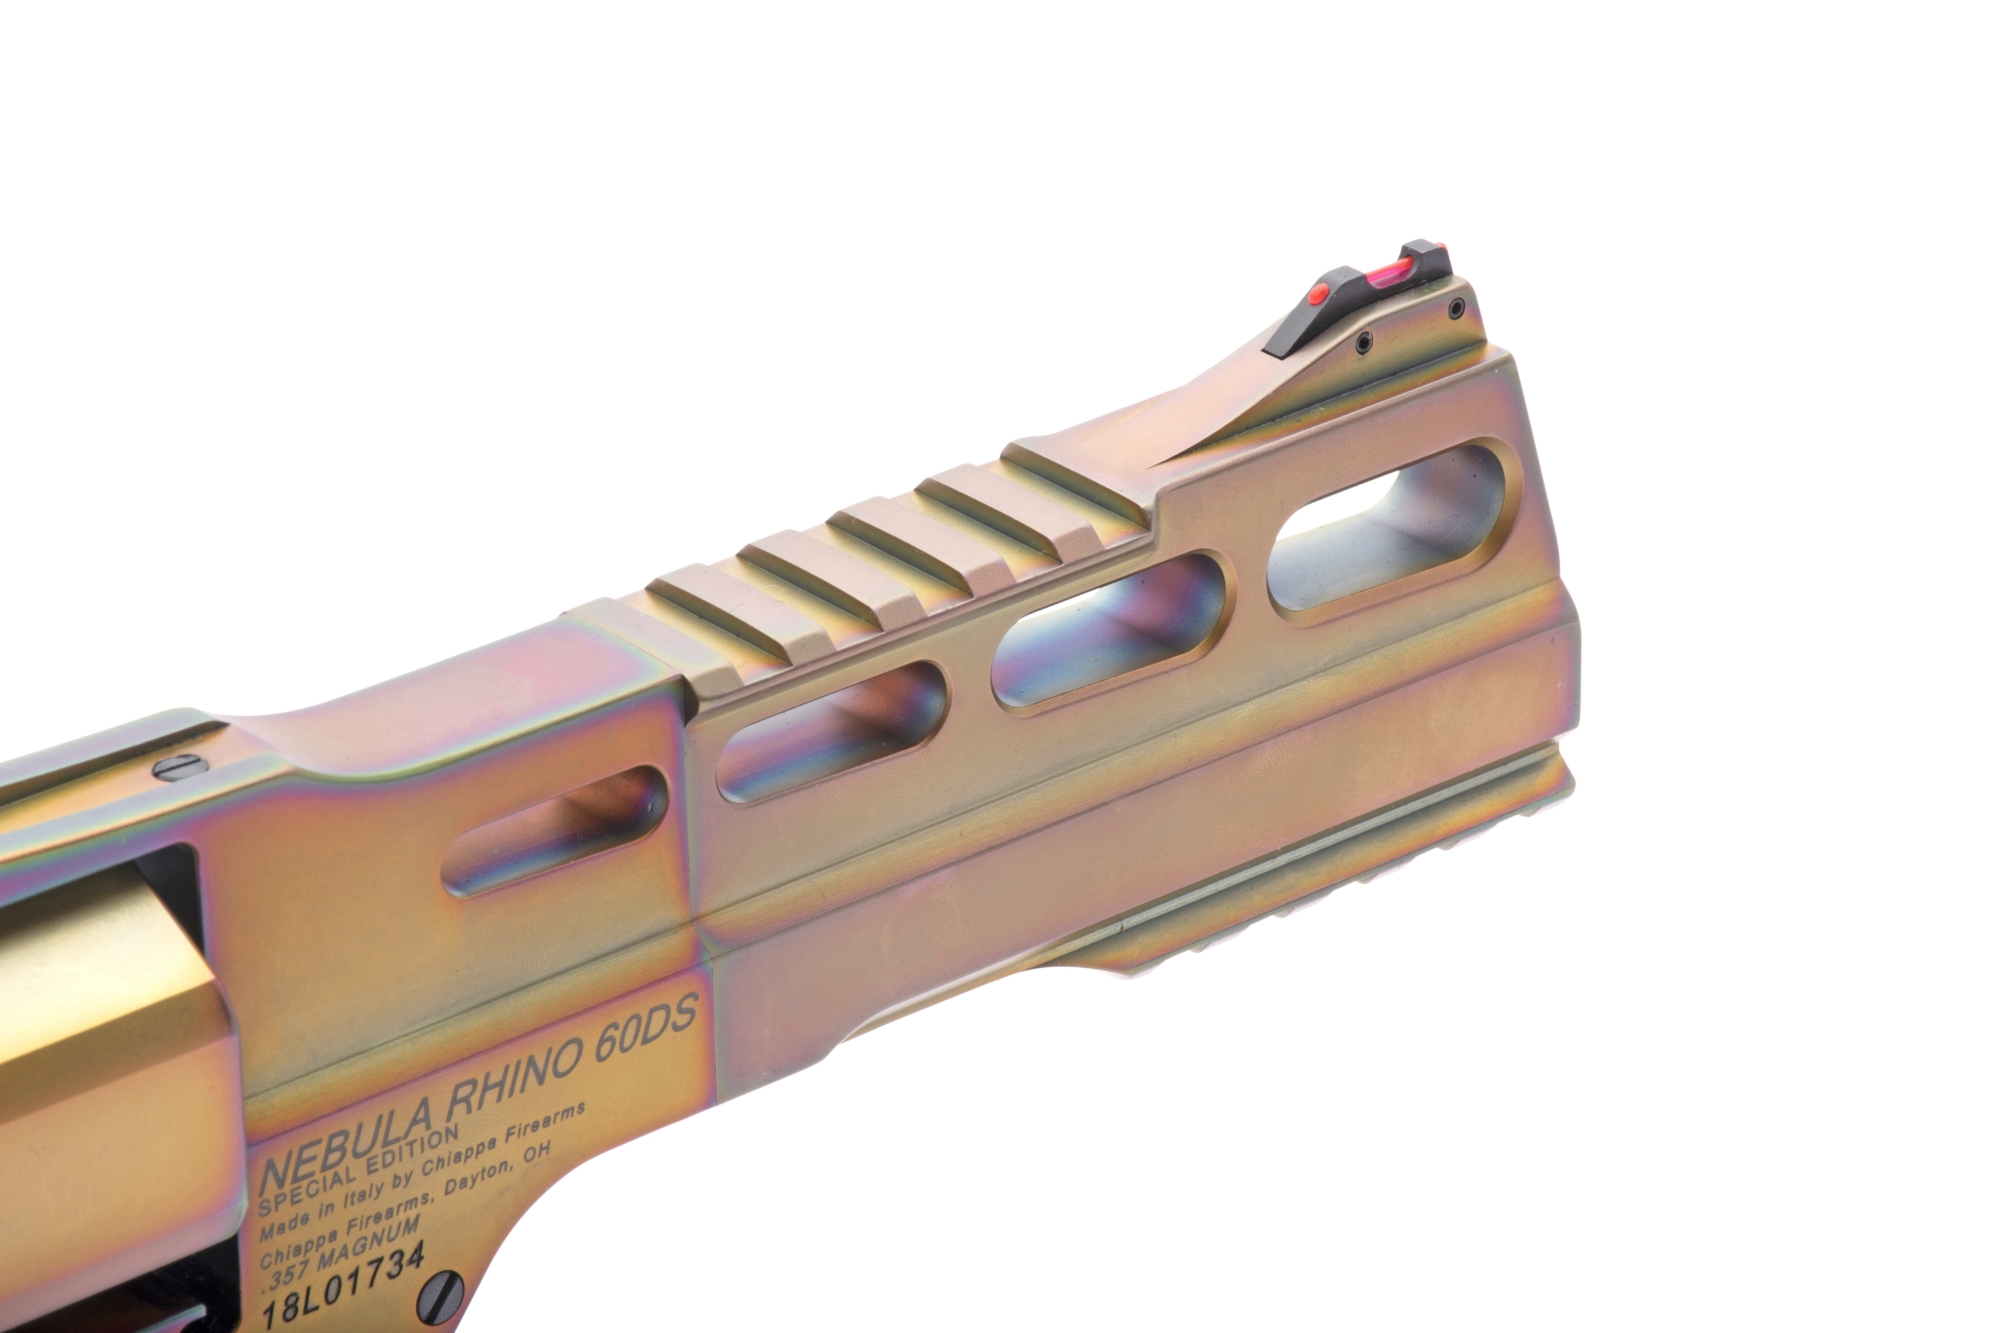 NEBULA RHINO 60DS
SPECIAL EDITION
Made in Italy by Chiappa Firearms
Chiappa Firearms, Dayton, OH
.357 MAGNUM
18L01734